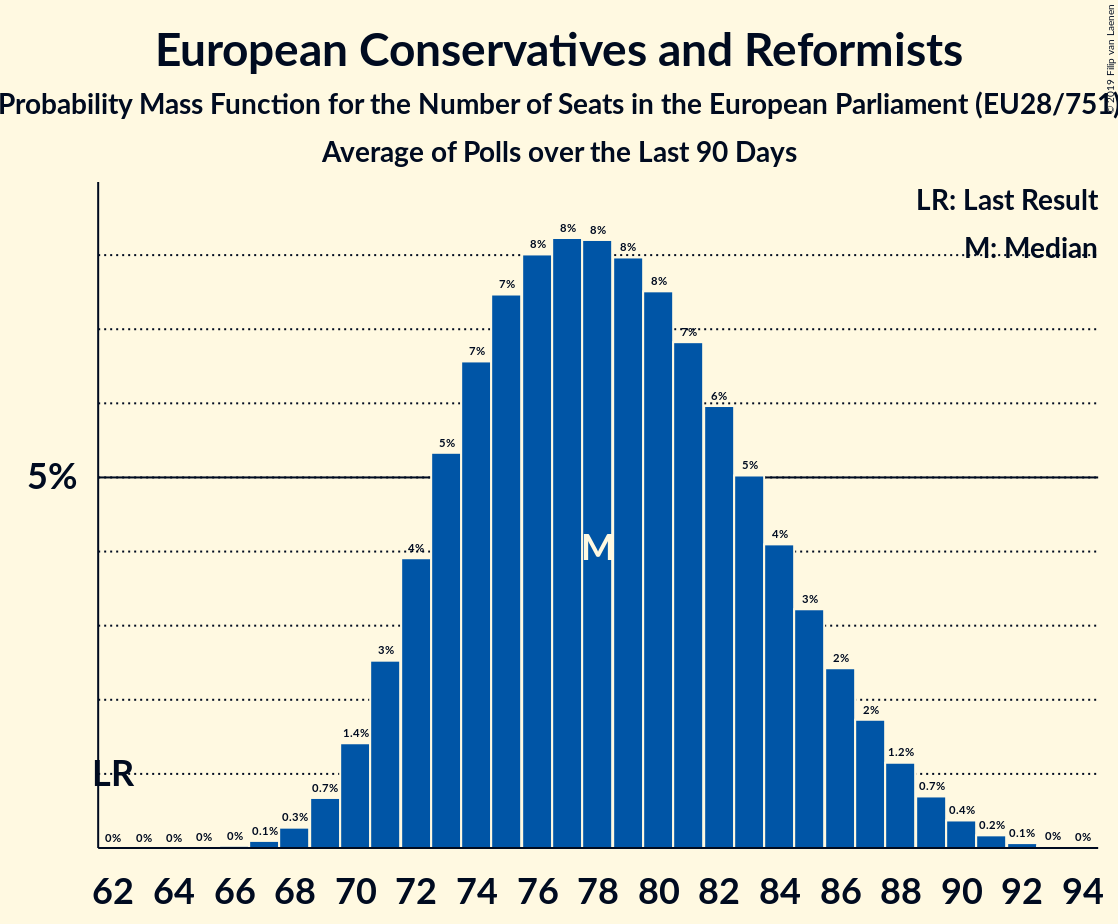 European Conservatives and Reformists
© 2019 Filip van Laenen
Probability Mass Function for the Number of Seats in the European Parliament (EU28/751)
Average of Polls over the Last 90 Days
LR: Last Result
M: Median
5%
LR
M
0% 0% 0% 0% 0% 0.1% 0.3% 0.7% 1.4% 3% 4% 5% 7% 7% 8% 8% 8% 8% 8% 7% 6% 5% 4% 3% 2% 2% 1.2% 0.7% 0.4% 0.2% 0.1% 0% 0%
62 64 66 68 70 72 74 76 78 80 82 84 86 88 90 92 94